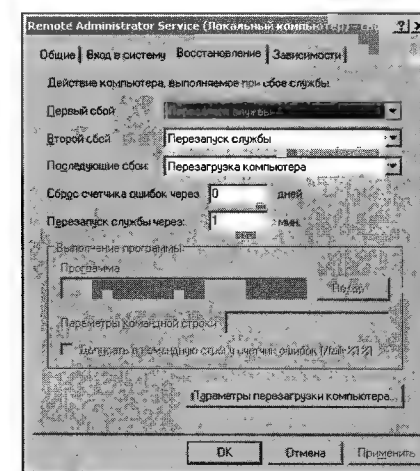 Remote Administrator Service (Локальный компьютер)
Общие Вход в систему Восстановление Зависимости
Действие компьютера, выполняемое при сбое службы.
Первый сбой Перезапуск службы
Второй сбой Перезапуск службы
Последующие сбои: Перезагрузка компьютера
Сброс счетчика ошибок через: 0 дней
Перезапуск службы через: 1 мин.
Выполнение программы:
Программа
Обзор
Параметры командной строки
Параметры перезагрузки компьютера...
OK Отмена Применить